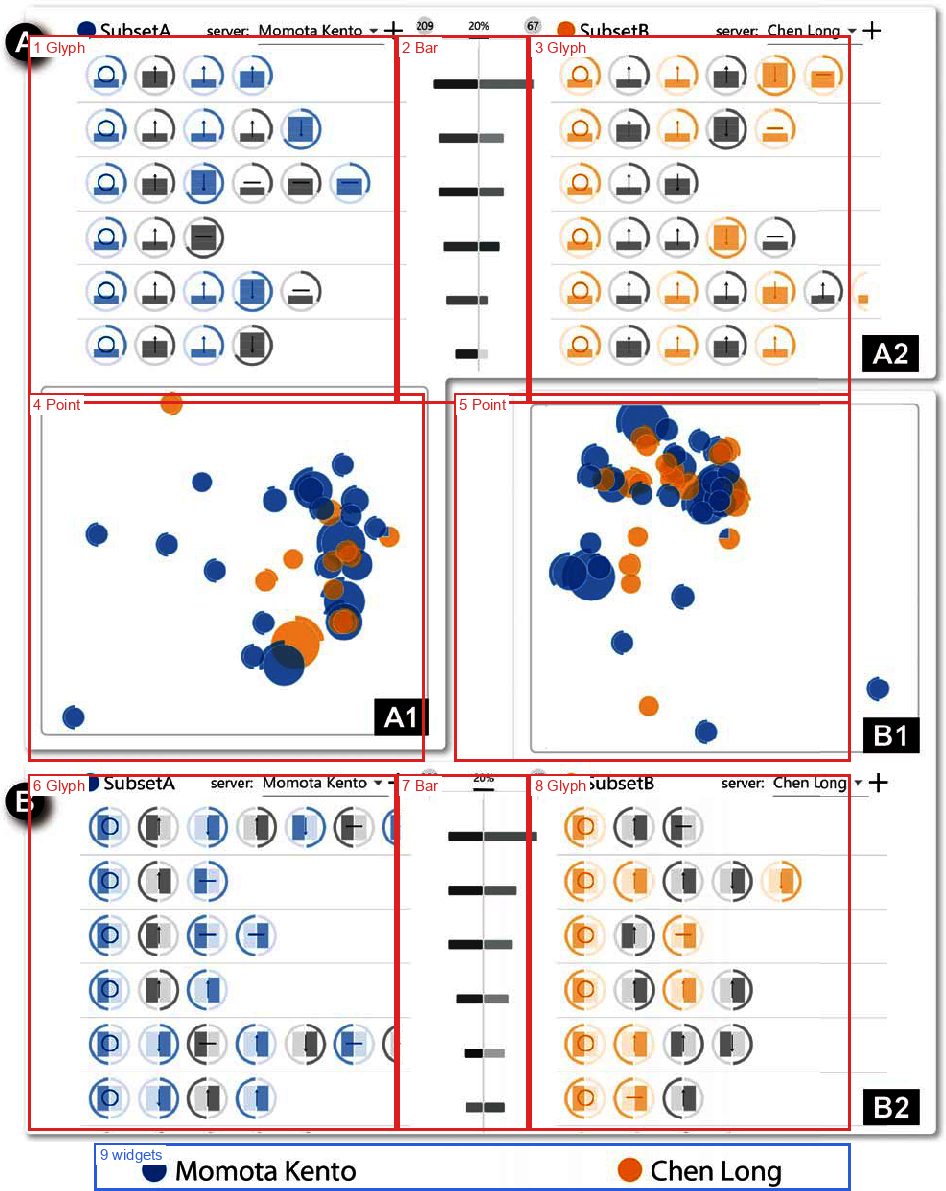 A
SubsetA server: Momota Kento +
209 20% 67
SubsetB server: Chen Long +
1 Glyph 2 Bar 3 Glyph
A2
4 Point 5 Point
A1
B1
B
SubsetA server: Momota Kento
20%
SubsetB server: Chen Long +
6 Glyph 7 Bar 8 Glyph
B2
9 widgets
Momota Kento Chen Long